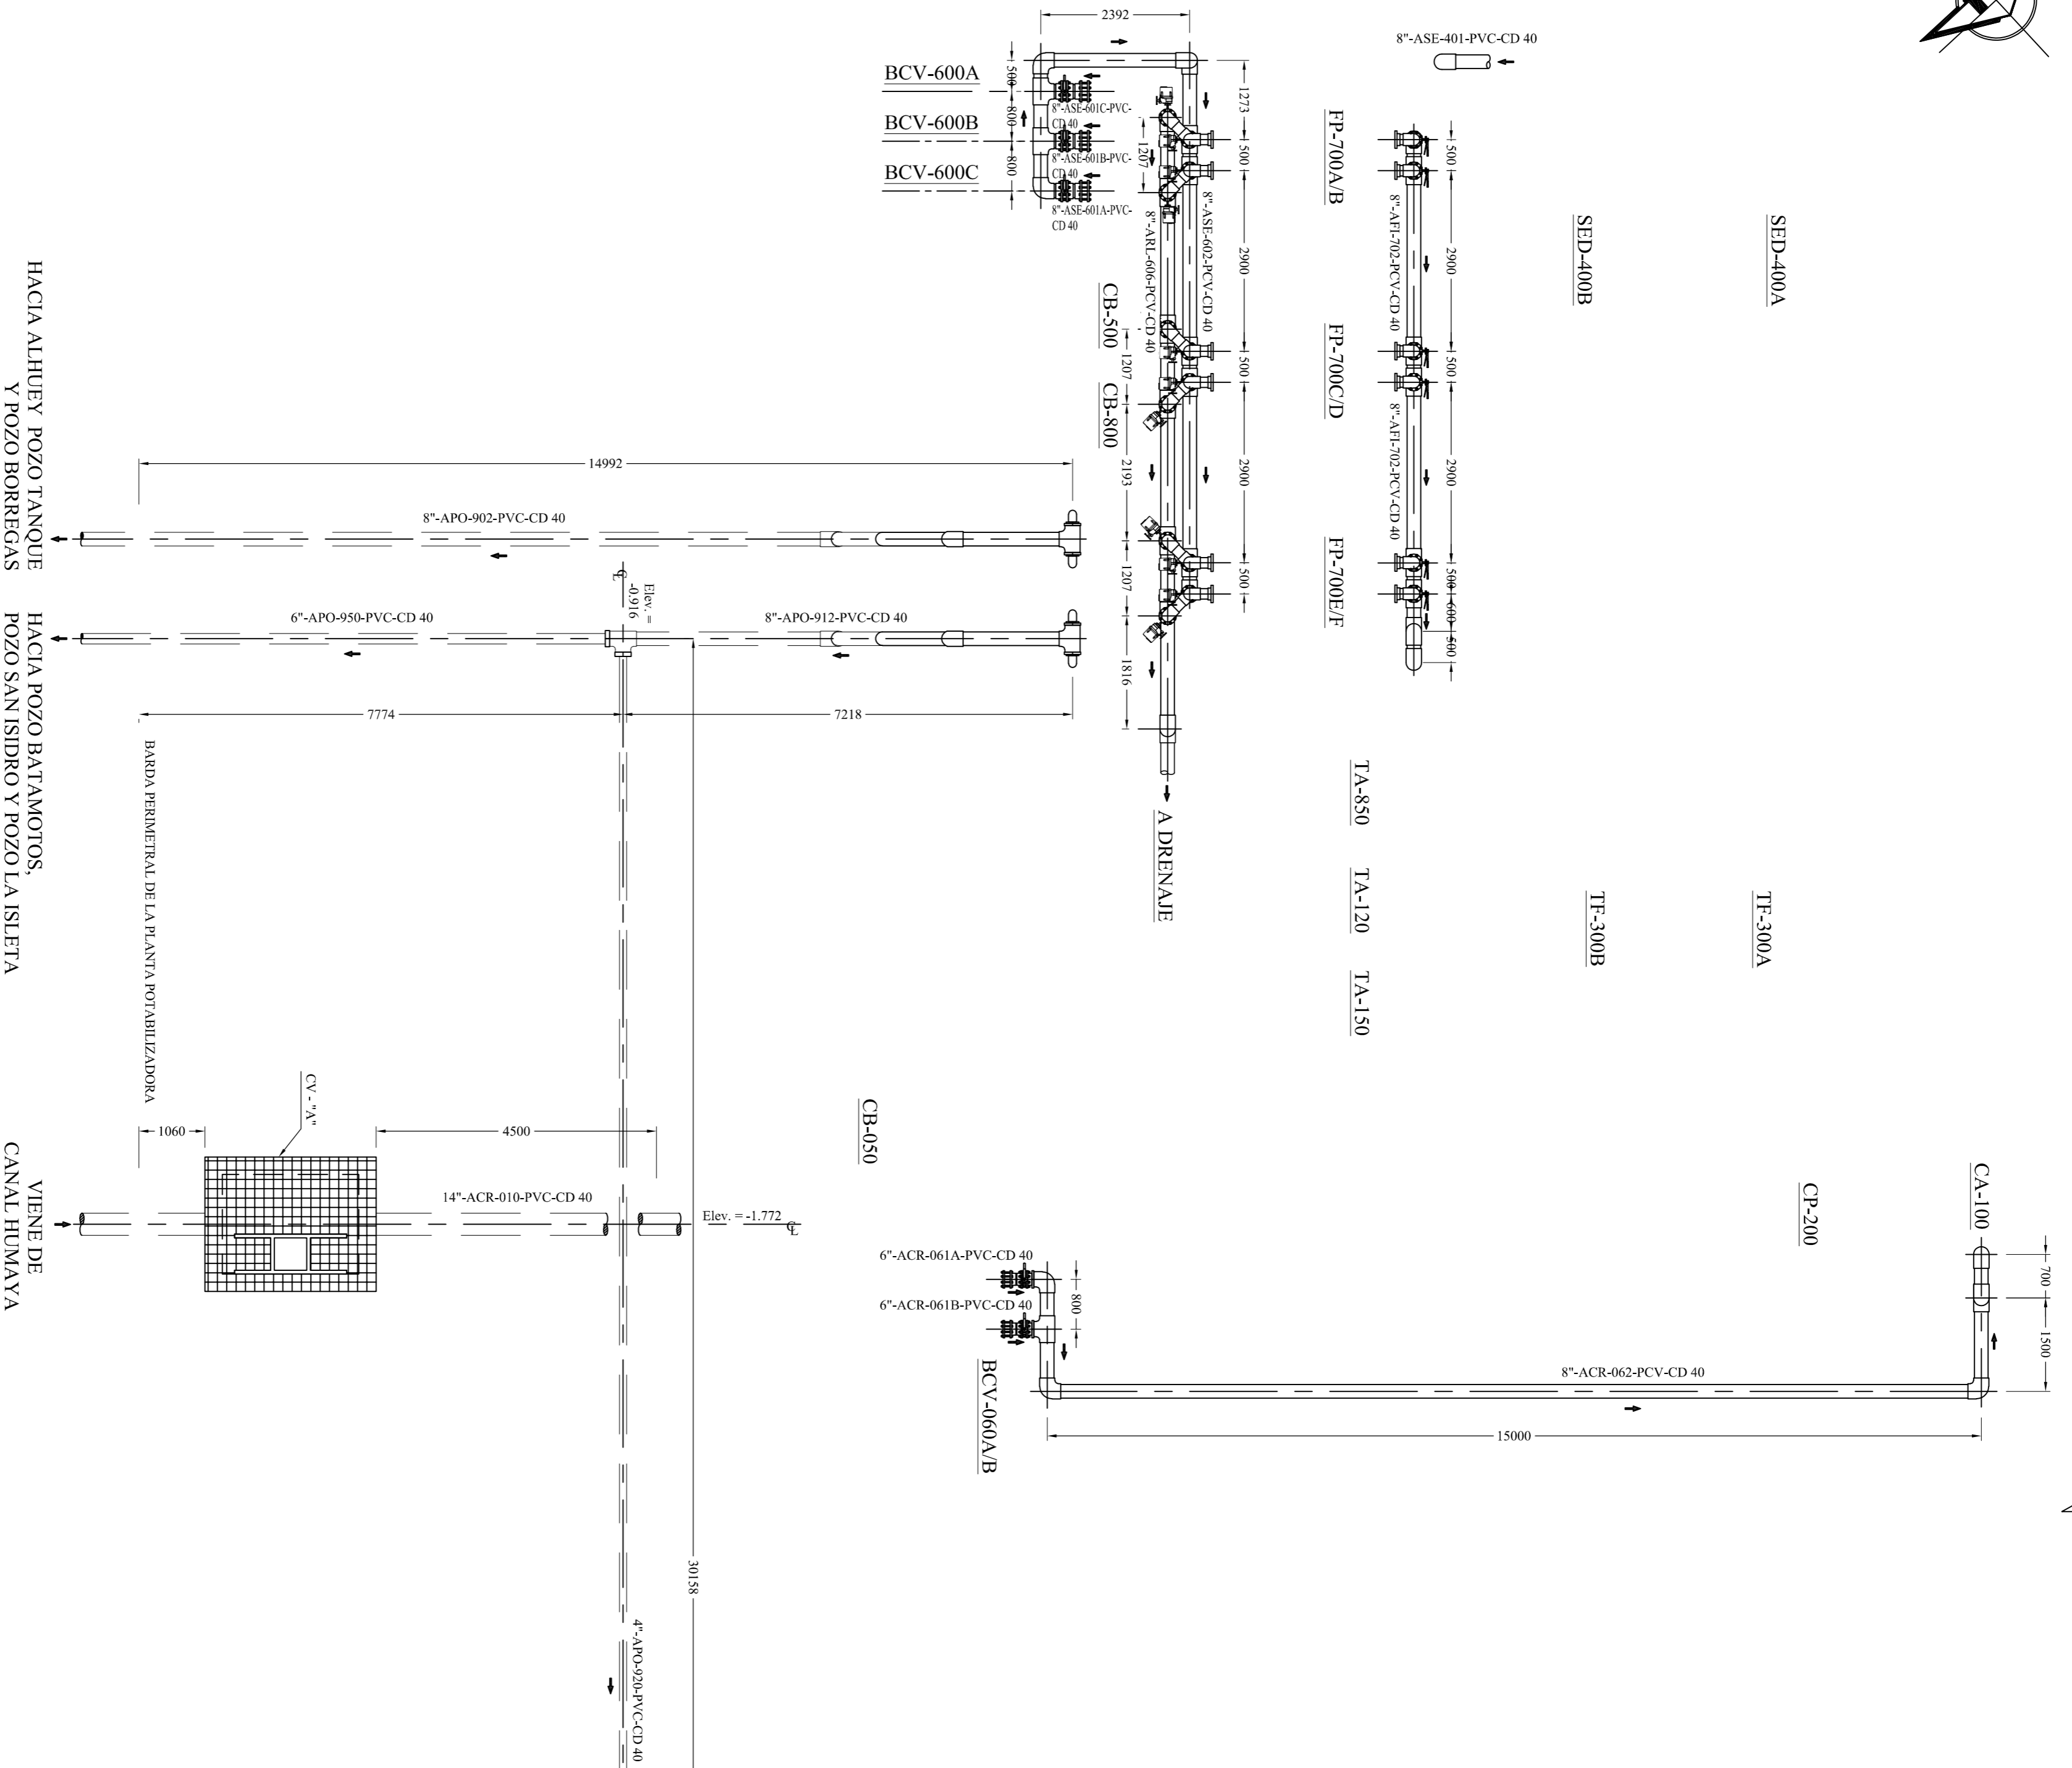 2392
8"-ASE-401-PVC-CD 40
BCV-600A
BCV-600B
BCV-600C
500
800
800
8"-ASE-601C-PVC-
CD 40
8"-ASE-601B-PVC-
CD 40
8"-ASE-601A-PVC-
CD 40
1273
500
2900
500
2900
500
1207
1207
2193
1207
1816
8"-ASE-602-PCV-CD 40
8"-ARL-606-PCV-CD 40
FP-700A/B
FP-700C/D
FP-700E/F
500
2900
500
2900
500
600
500
8"-AFI-702-PCV-CD 40
8"-AFI-702-PCV-CD 40
SED-400B
SED-400A
CB-500
CB-800
A DRENAJE
TA-850
TA-120
TA-150
TF-300B
TF-300A
14992
8"-APO-902-PVC-CD 40
Elev. =
-0.916
6"-APO-950-PVC-CD 40
8"-APO-912-PVC-CD 40
7774
7218
HACIA ALHUEY POZO TANQUE
Y POZO BORREGAS
HACIA POZO BATAMOTOS,
POZO SAN ISIDRO Y POZO LA ISLETA
BARDA PERIMETRAL DE LA PLANTA POTABILIZADORA
CV - "A"
1060
4500
14"-ACR-010-PVC-CD 40
Elev. = -1.772
VIENE DE
CANAL HUMAYA
CB-050
CP-200
CA-100
700
1500
6"-ACR-061A-PVC-CD 40
6"-ACR-061B-PVC-CD 40
800
BCV-060A/B
8"-ACR-062-PCV-CD 40
15000
30158
4"-APO-920-PVC-CD 40